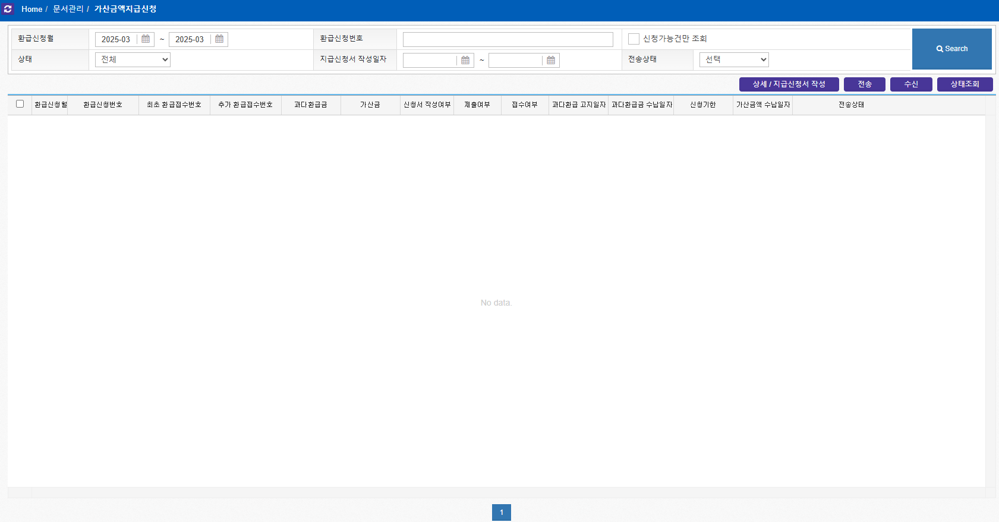 Home / 문서관리 / 가산금액지급신청
환급신청월 2025-03 ~ 2025-03 환급신청번호 신청가능건만 조회
상태 전체 지급신청서 작성일자 ~ 전송상태 선택
Search
상세 / 지급신청서 작성 전송 수신 상태조회
환급신청월 환급신청번호 최초 환급접수번호 추가 환급접수번호 과다환급금 가산금 신청서 작성여부 제출여부 접수여부 과다환급 고지일자 과다환급금 수납일자 신청기한 가산금액 수납일자 전송상태
No data.
1